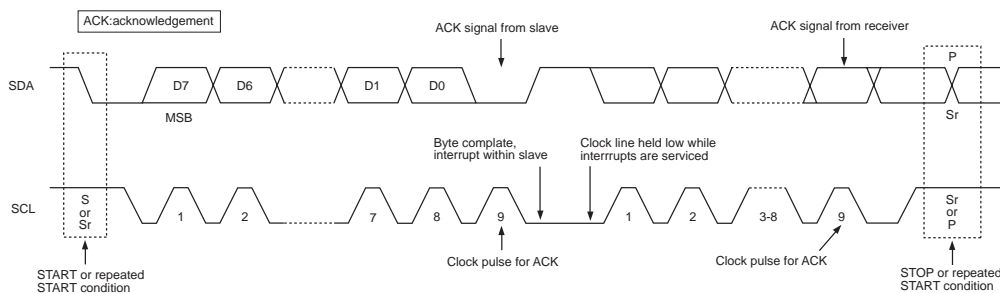 ACK:acknowledgement
ACK signal from slave
ACK signal from receiver
P
SDA
D7
D6
D1
D0
MSB
Sr
Byte complate,
interrupt within slave
Clock line held low while
interrrupts are serviced
SCL
S
or
Sr
1
2
7
8
9
1
2
3-8
9
Sr
or
P
Clock pulse for ACK
Clock pulse for ACK
START or repeated
START condition
STOP or repeated
START condition